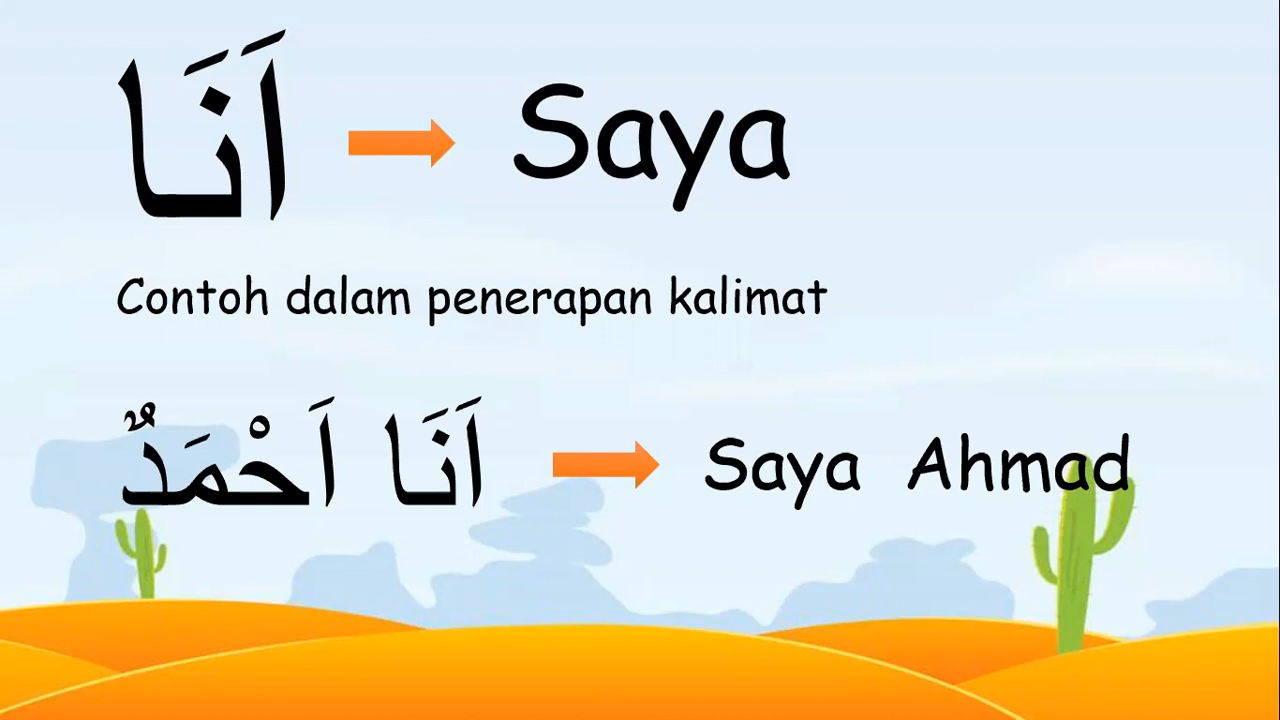 اَنَا Saya
Contoh dalam penerapan kalimat
اَنَا اَحْمَدٌ Saya Ahmad